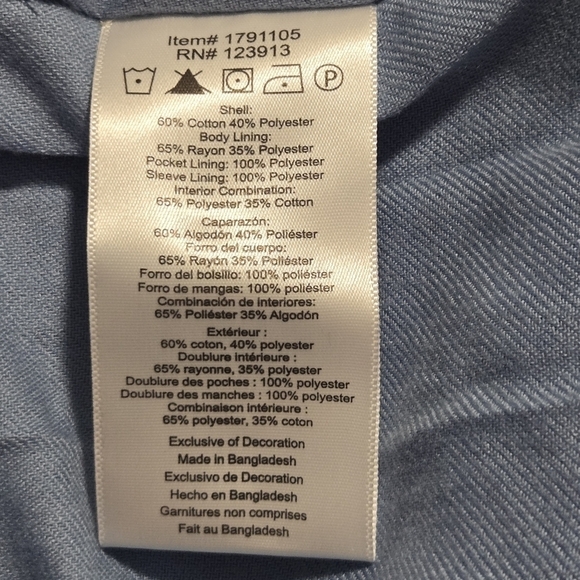 Item# 1791105
RN# 123913
P
Shell:
60% Cotton 40% Polyester
Body Lining:
65% Rayon 35% Polyester
Pocket Lining: 100% Polyester
Sleeve Lining: 100% Polyester
Interior Combination:
65% Polyester 35% Cotton
Caparazón:
60% Algodón 40% Poliéster
Forro del cuerpo:
65% Rayón 35% Poliéster
Forro del bolsillo: 100% poliéster
Forro de mangas: 100% poliéster
Combinación de interiores:
65% Poliéster 35% Algodón
Extérieur :
60% coton, 40% polyester
Doublure intérieure :
65% rayonne, 35% polyester
Doublure des poches : 100% polyester
Doublure des manches : 100% polyester
Combinaison intérieure :
65% polyester, 35% coton
Exclusive of Decoration
Made in Bangladesh
Exclusivo de Decoración
Hecho en Bangladesh
Garnitures non comprises
Fait au Bangladesh